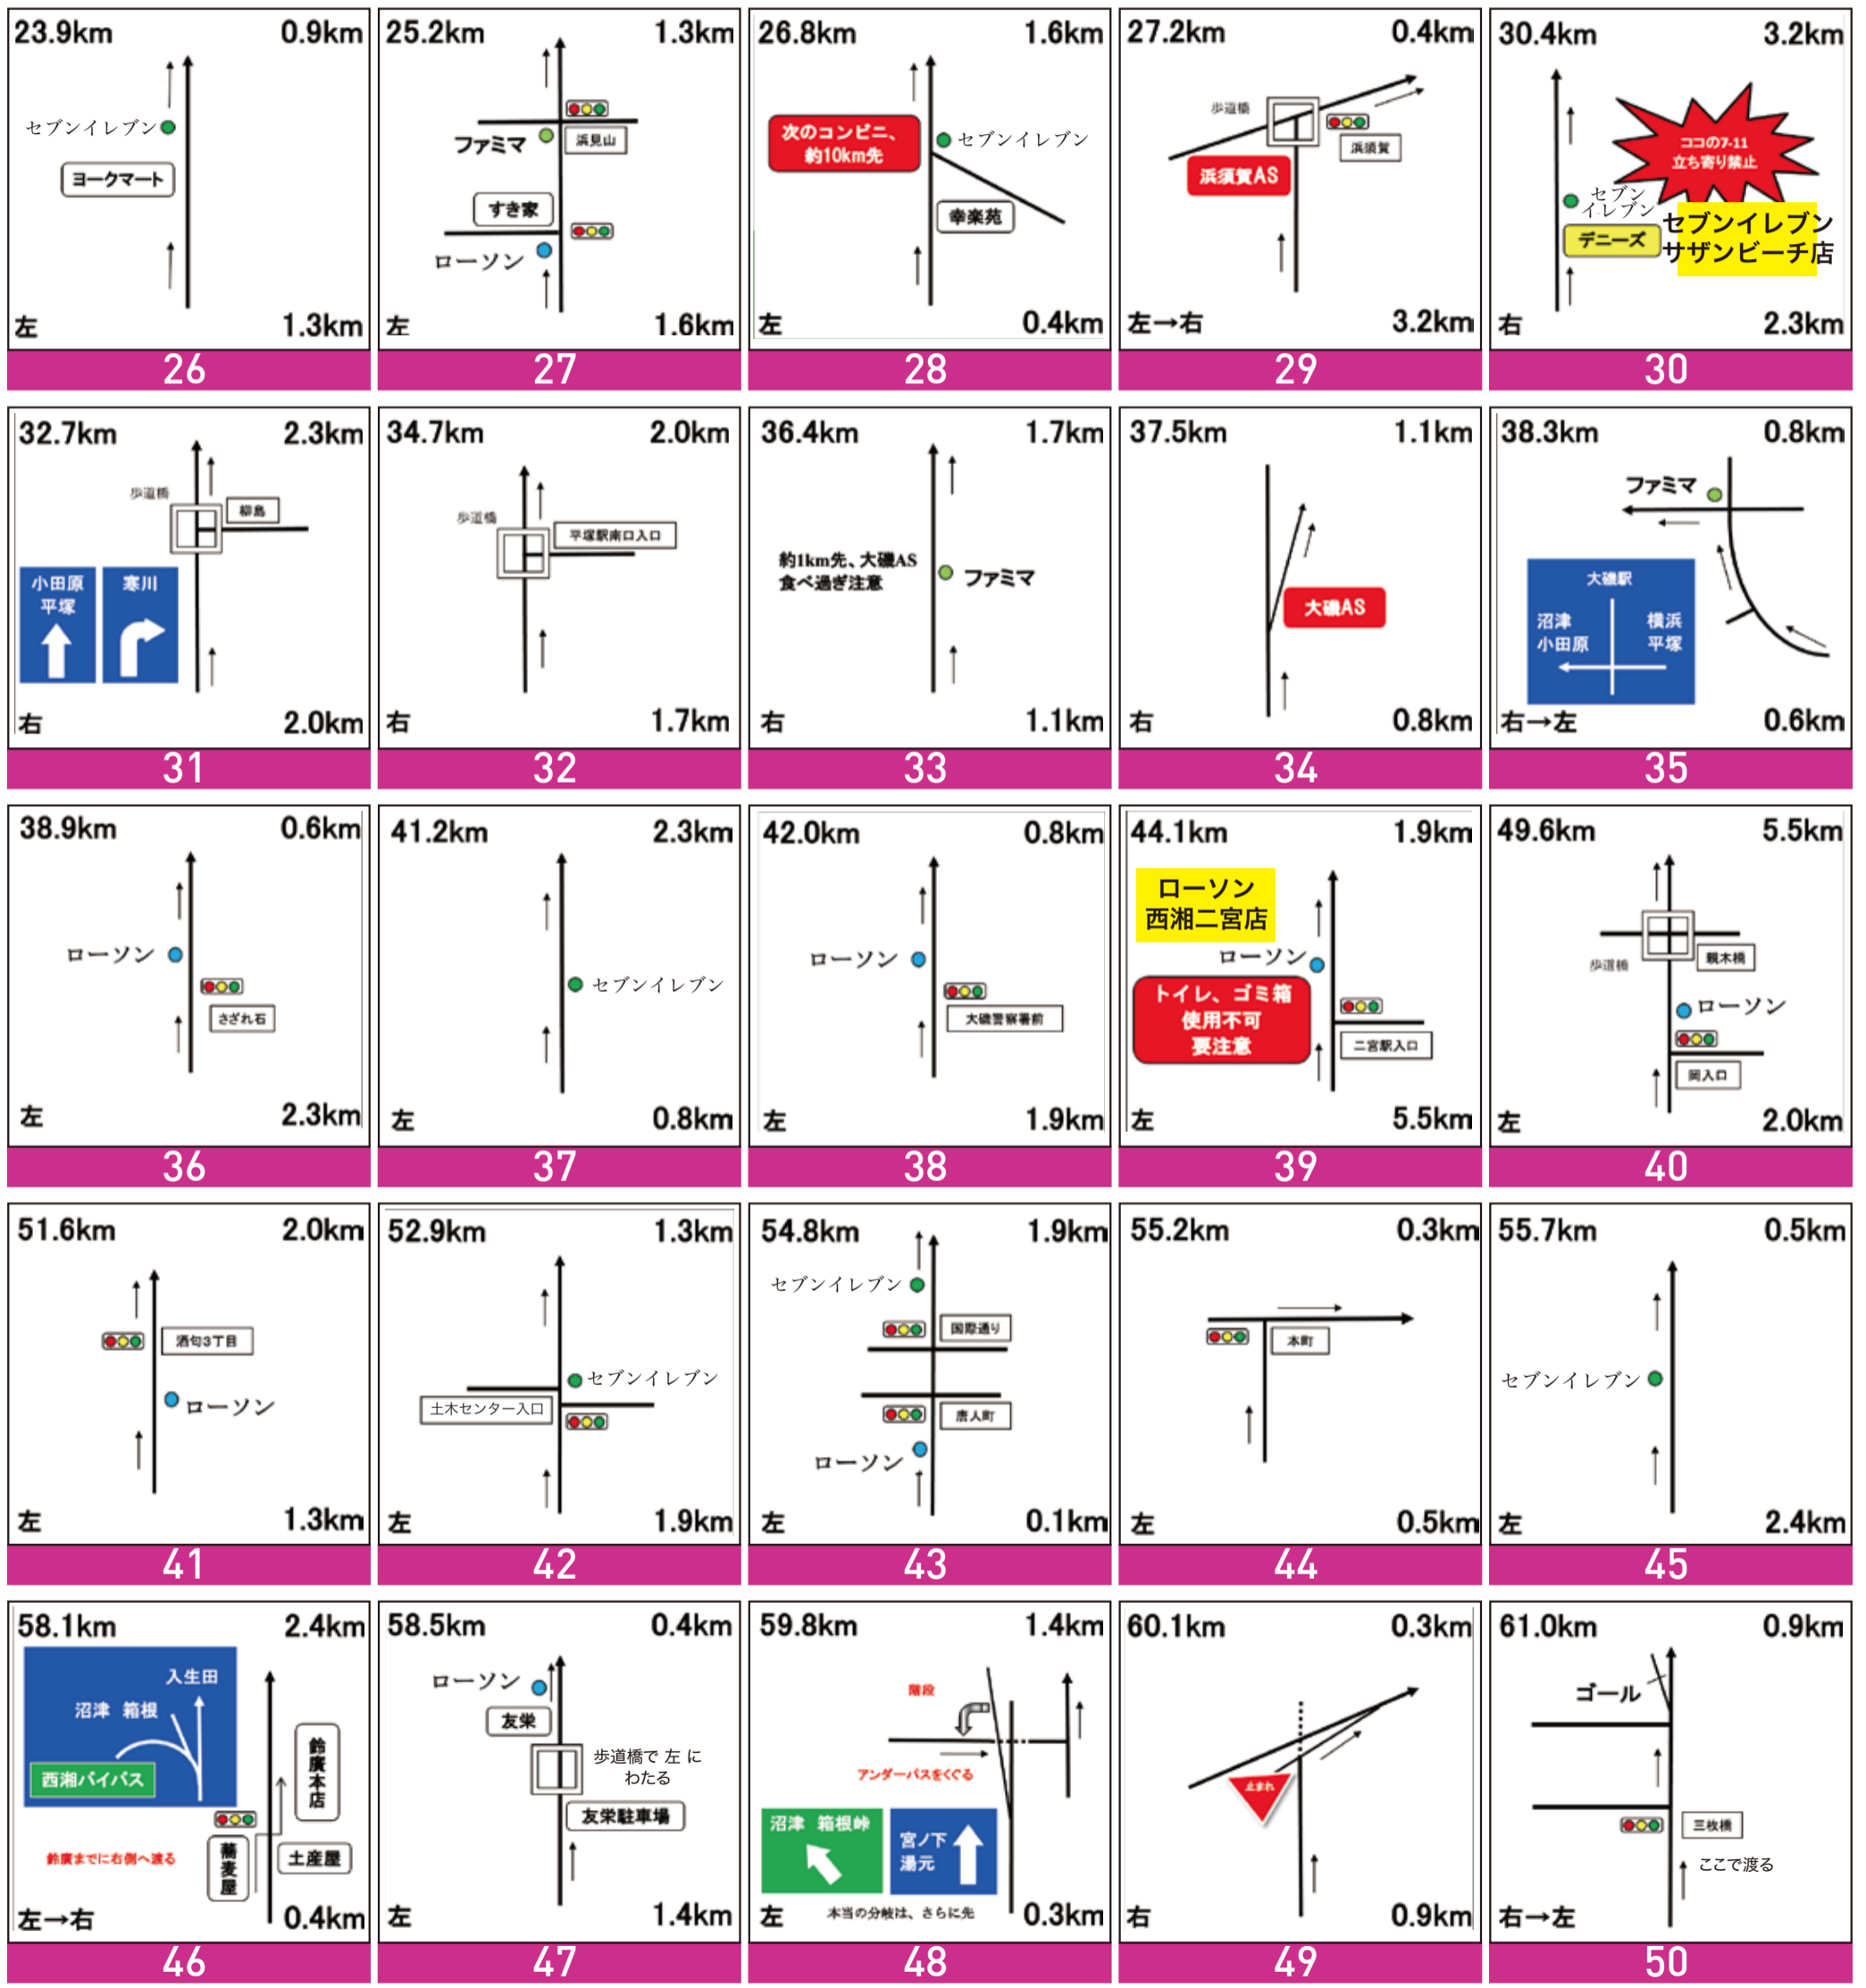 23.9km 0.9km
セブンイレブン
ヨークマート
左 1.3km
26
25.2km 1.3km
ファミマ 浜見山
すき家
ローソン
左 1.6km
27
26.8km 1.6km
次のコンビニ、
約10km先
セブンイレブン
幸楽苑
左 0.4km
28
27.2km 0.4km
歩道橋
浜須賀
浜須賀AS
左→右 3.2km
29
30.4km 3.2km
ココの7-11
立ち寄り禁止
セブン
イレブン
デニーズ
セブンイレブン
サザンビーチ店
右 2.3km
30
32.7km 2.3km
歩道橋
柳島
小田原
平塚
寒川
右 2.0km
31
34.7km 2.0km
歩道橋
平塚駅南口入口
右 1.7km
32
36.4km 1.7km
約1km先、大磯AS
食べ過ぎ注意
ファミマ
右 1.1km
33
37.5km 1.1km
大磯AS
右 0.8km
34
38.3km 0.8km
ファミマ
大磯駅
沼津
小田原
横浜
平塚
右→左 0.6km
35
38.9km 0.6km
ローソン
さざれ石
左 2.3km
36
41.2km 2.3km
セブンイレブン
左 0.8km
37
42.0km 0.8km
ローソン
大磯警察署前
左 1.9km
38
44.1km 1.9km
ローソン
西湘二宮店
ローソン
トイレ、ゴミ箱
使用不可
要注意
二宮駅入口
左 5.5km
39
49.6km 5.5km
歩道橋
親木橋
ローソン
岡入口
左 2.0km
40
51.6km 2.0km
酒匂3丁目
ローソン
左 1.3km
41
52.9km 1.3km
セブンイレブン
土木センター入口
左 1.9km
42
54.8km 1.9km
セブンイレブン
国際通り
唐人町
ローソン
左 0.1km
43
55.2km 0.3km
本町
左 0.5km
44
55.7km 0.5km
セブンイレブン
左 2.4km
45
58.1km 2.4km
入生田
沼津 箱根
西湘バイパス
鈴廣本店
鈴廣までに右側へ渡る
蕎麦屋
土産屋
左→右 0.4km
46
58.5km 0.4km
ローソン
友栄
歩道橋で 左 に
わたる
友栄駐車場
左 1.4km
47
59.8km 1.4km
階段
アンダーパスをくぐる
沼津 箱根峠
宮ノ下
湯元
本当の分岐は、さらに先
左 0.3km
48
60.1km 0.3km
止まれ
右 0.9km
49
61.0km 0.9km
ゴール
三枚橋
ここで渡る
右→左
50